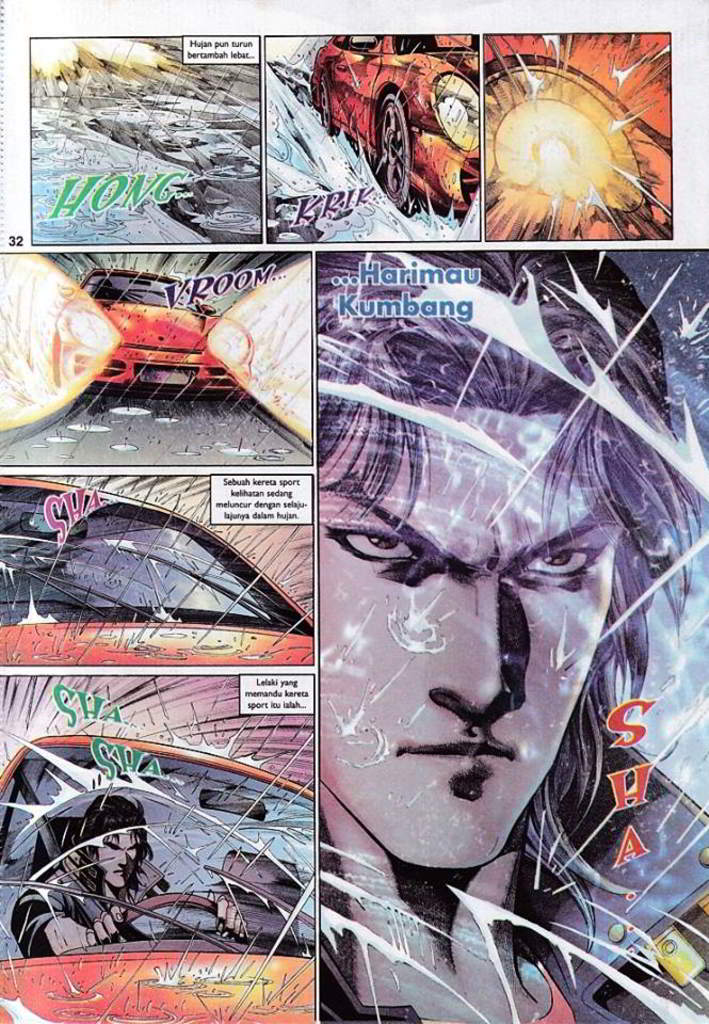 Hujan pun turun
bertambah lebat...
HONG...
KRIK...
32
VROOM...
...Harimau
Kumbang
Sebuah kereta sport
kelihatan sedang
meluncur dengan selaju-
lajunya dalam hujan.
SHA
Lelaki yang
memandu kereta
sport itu ialah...
SHA
SHA
SHA...